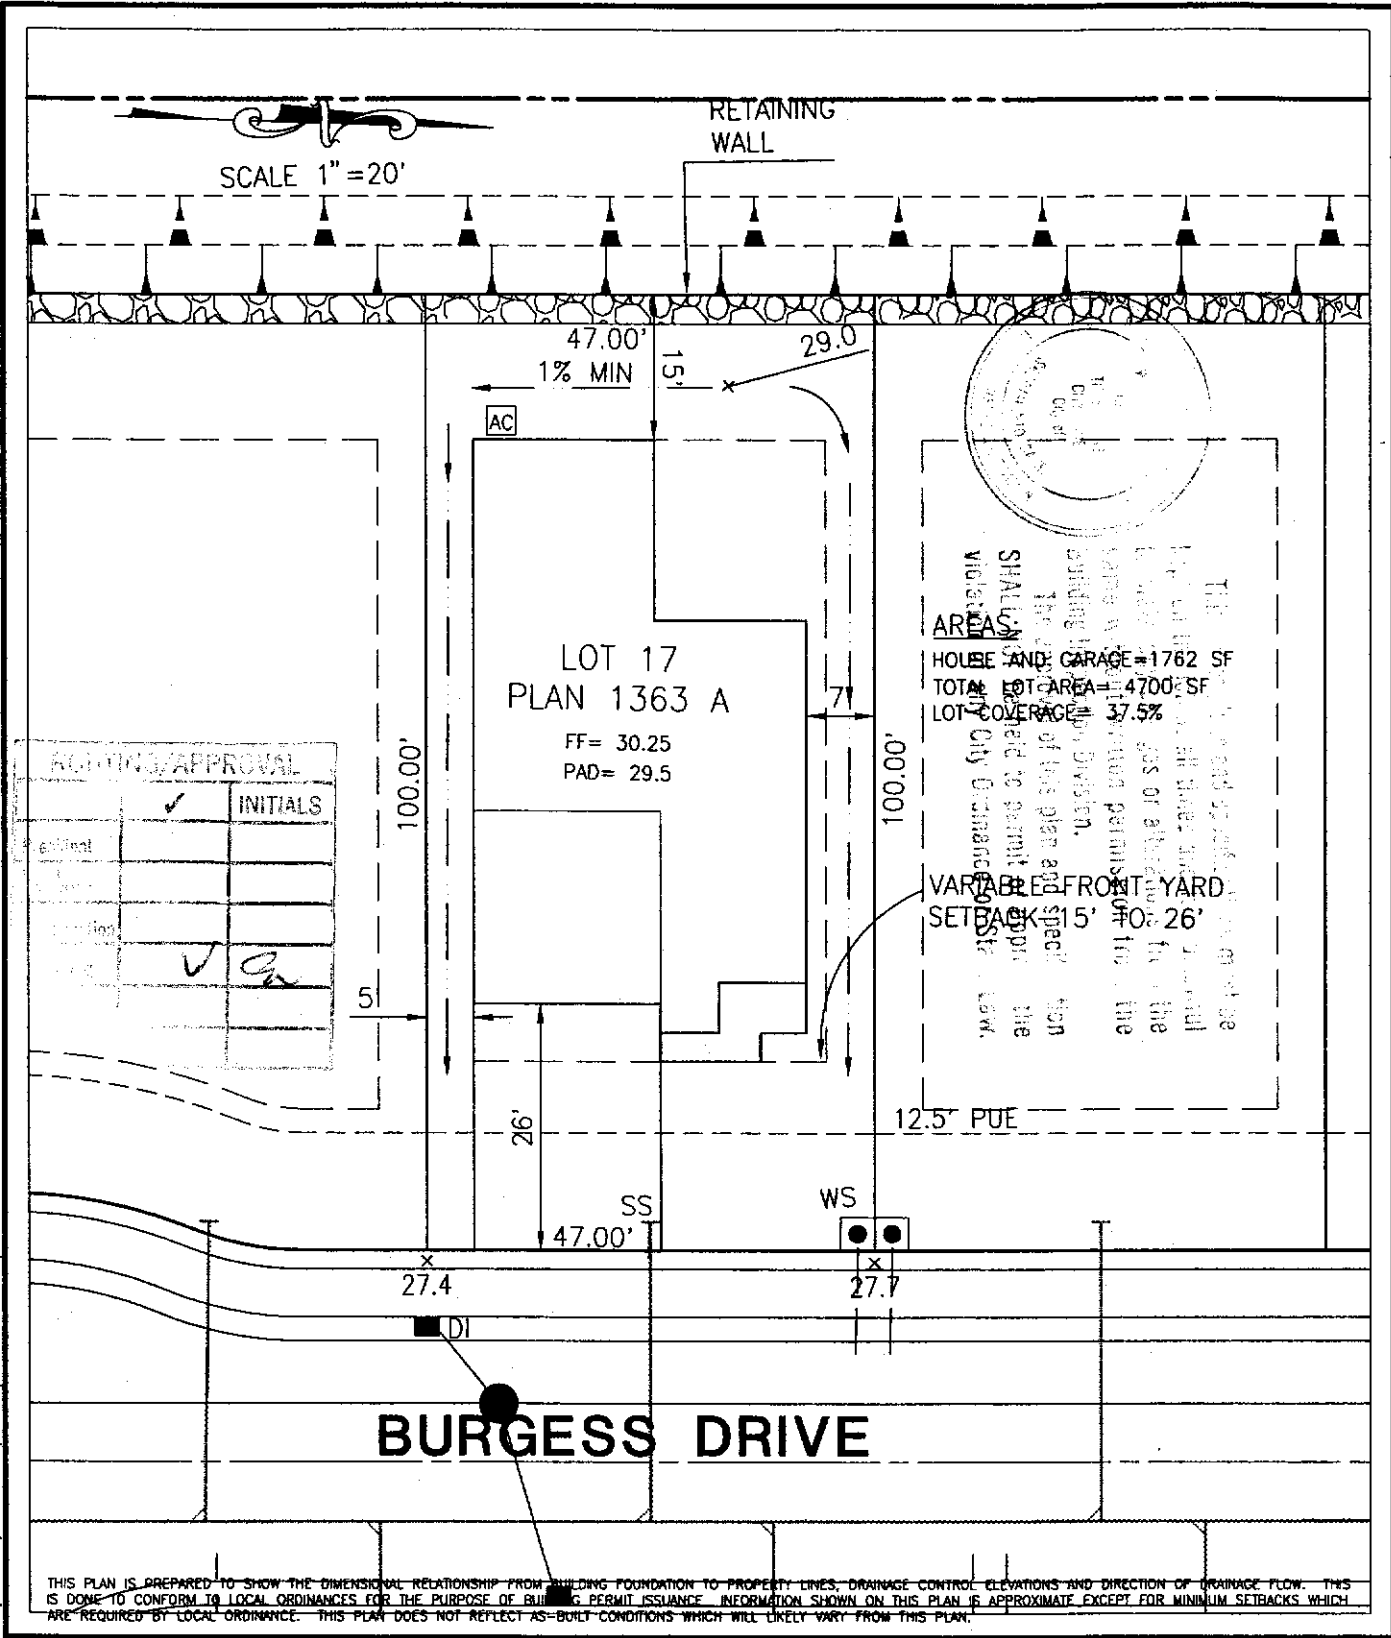 RETAINING
WALL
SCALE 1"=20'
47.00'
1% MIN
15'
29.0
AC
LOT 17
PLAN 1363 A
FF= 30.25
PAD= 29.5
7'
100.00'
100.00'
AREAS:
HOUSE AND GARAGE=1762 SF
TOTAL LOT AREA= 4700 SF
LOT COVERAGE= 37.5%
APPROVAL
INITIALS
VARIABLE FRONT YARD
SETBACK 15' TO 26'
5'
26'
12.5' PUE
SS
WS
47.00'
27.4
27.7
DI
BURGESS DRIVE
THIS PLAN IS PREPARED TO SHOW THE DIMENSIONAL RELATIONSHIP FROM BUILDING FOUNDATION TO PROPERTY LINES, DRAINAGE CONTROL ELEVATIONS AND DIRECTION OF DRAINAGE FLOW. THIS
IS DONE TO CONFORM TO LOCAL ORDINANCES FOR THE PURPOSE OF BUILDING PERMIT ISSUANCE. INFORMATION SHOWN ON THIS PLAN IS APPROXIMATE EXCEPT FOR MINIMUM SETBACKS WHICH
ARE REQUIRED BY LOCAL ORDINANCE. THIS PLAN DOES NOT REFLECT AS-BUILT CONDITIONS WHICH WILL LIKELY VARY FROM THIS PLAN.